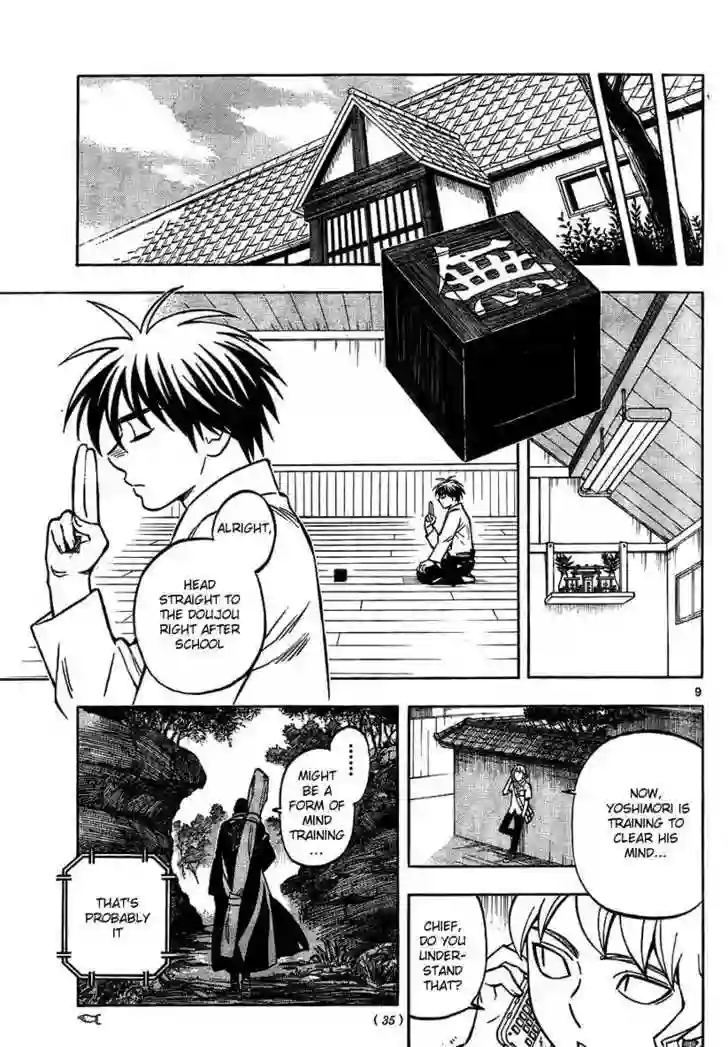 無
ALRIGHT,
HEAD
STRAIGHT TO
THE DOUJOU
RIGHT AFTER
SCHOOL
9
NOW,
YOSHIMORI IS
TRAINING TO
CLEAR HIS
MIND...
CHIEF,
DO YOU
UNDER-
STAND
THAT?
......
MIGHT
BE A
FORM OF
MIND
TRAINING
...
THAT'S
PROBABLY
IT
(35)